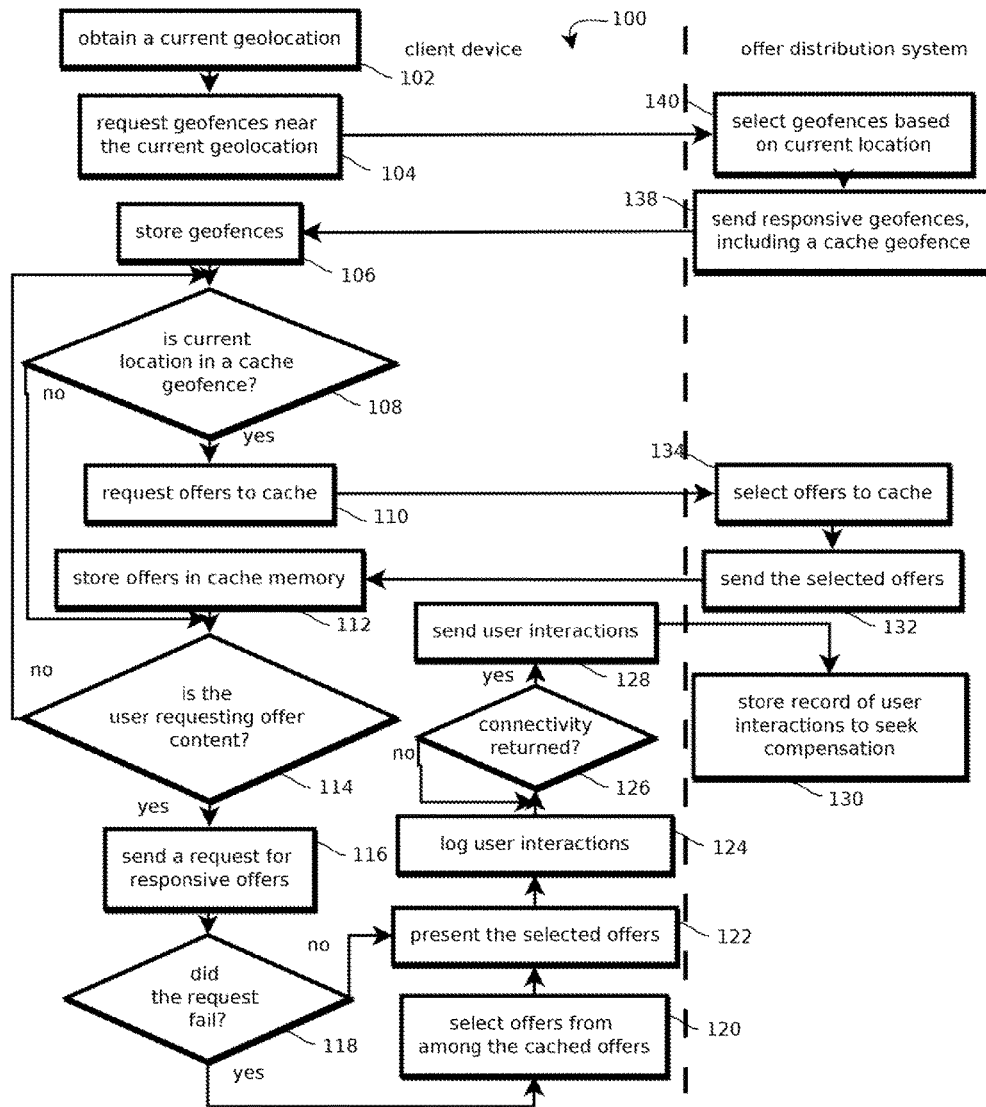 100
obtain a current geolocation
client device
offer distribution system
102
140
request geofences near
the current geolocation
select geofences based
on current location
104
138
store geofences
send responsive geofences,
including a cache geofence
106
is current
location in a cache
geofence?
no
108
yes
134
request offers to cache
select offers to cache
110
store offers in cache memory
send the selected offers
112
132
send user interactions
no
yes
128
is the
user requesting offer
content?
connectivity
returned?
store record of user
interactions to seek
compensation
no
114
126
130
yes
send a request for
responsive offers
116
log user interactions
124
no
present the selected offers
122
did
the request
fail?
select offers from
among the cached offers
120
118
yes